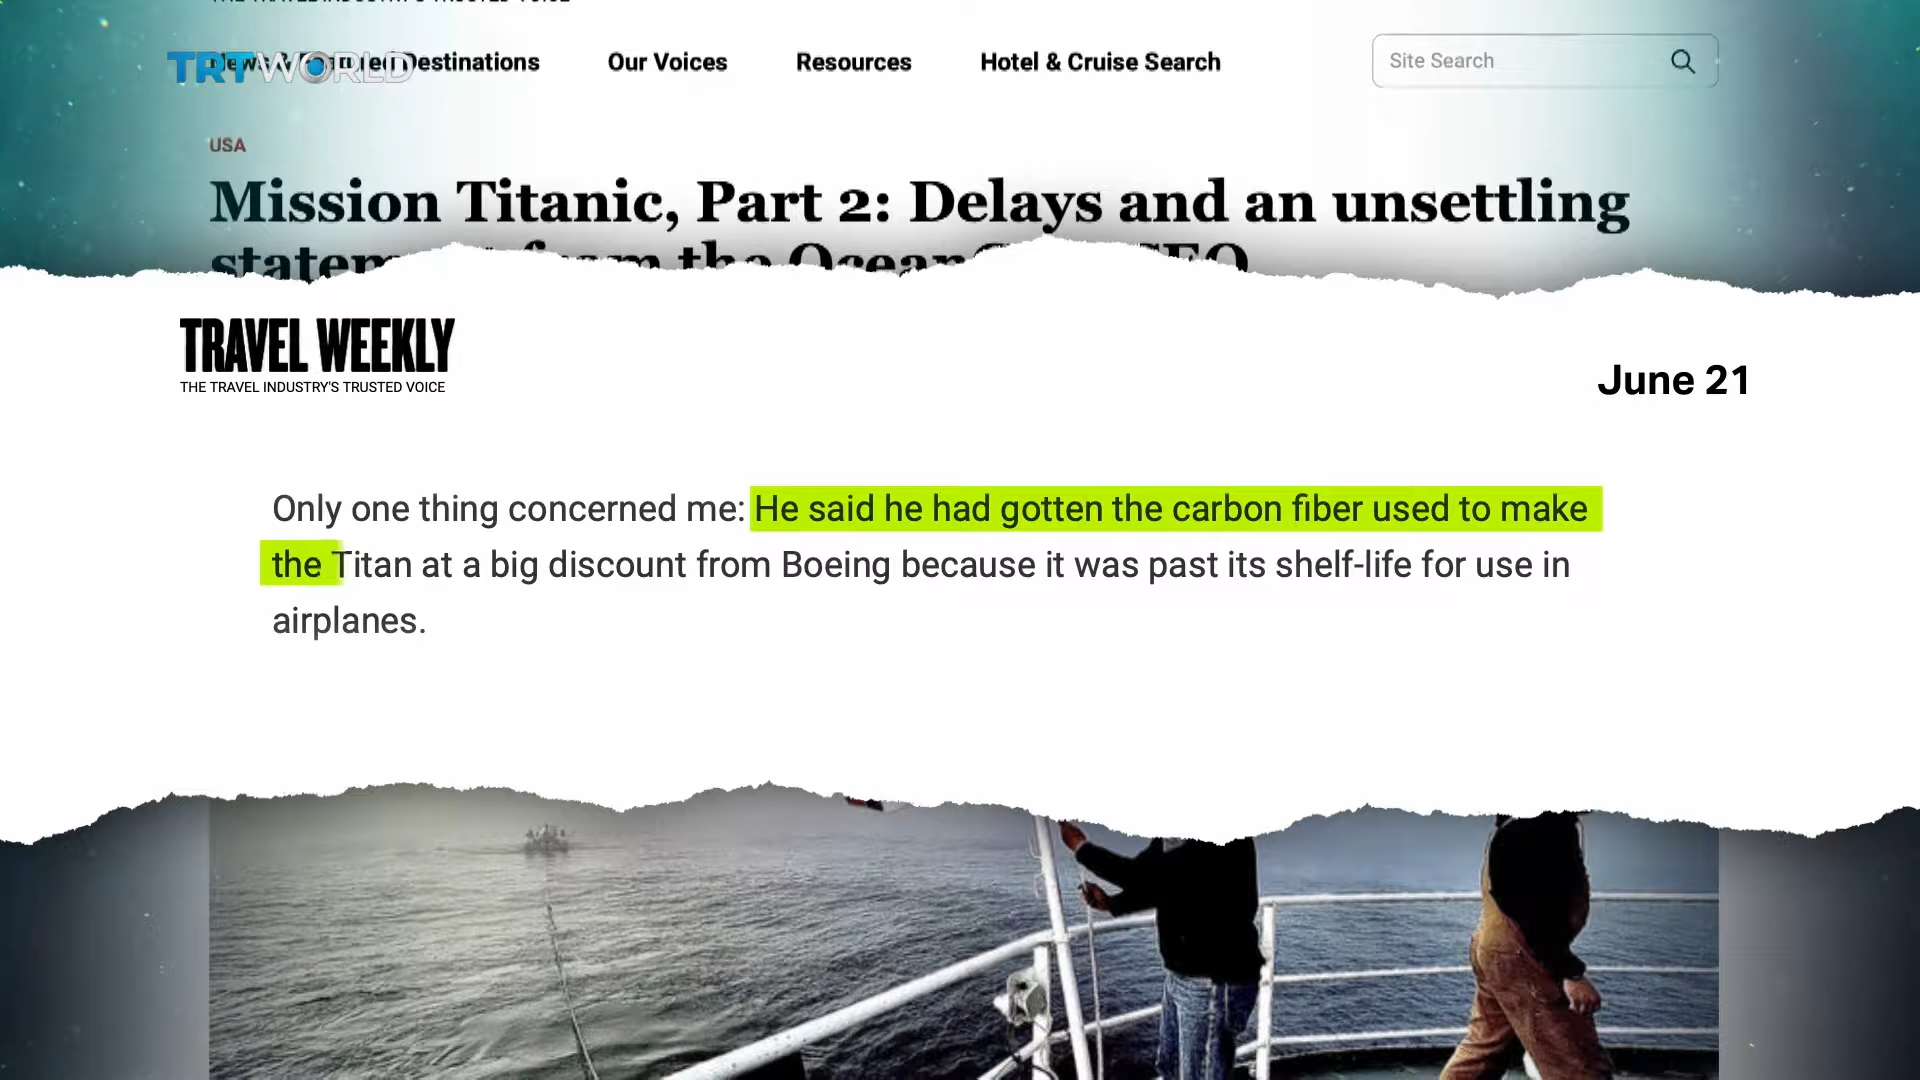 TRT WORLD
Destinations
Our Voices
Resources
Hotel & Cruise Search
Site Search
USA
Mission Titanic, Part 2: Delays and an unsettling
TRAVEL WEEKLY
THE TRAVEL INDUSTRY'S TRUSTED VOICE
June 21
Only one thing concerned me: He said he had gotten the carbon fiber used to make
the Titan at a big discount from Boeing because it was past its shelf-life for use in
airplanes.